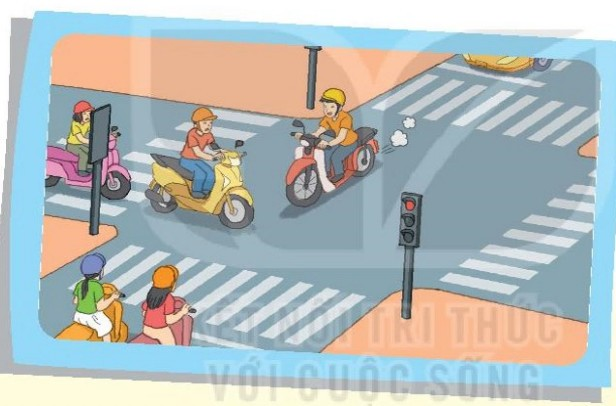 KẾT NỐI TRI THỨC
VỚI CUỘC SỐNG